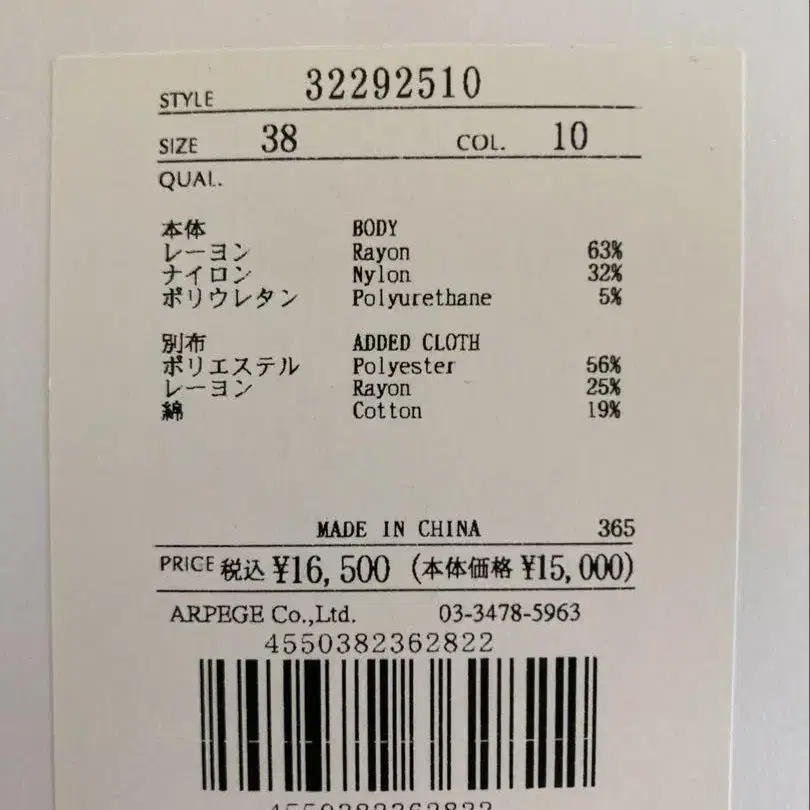 STYLE 32292510
SIZE 38 COL. 10
QUAL.
本体 BODY
レーヨン Rayon 63%
ナイロン Nylon 32%
ポリウレタン Polyurethane 5%
別布 ADDED CLOTH
ポリエステル Polyester 56%
レーヨン Rayon 25%
綿 Cotton 19%
MADE IN CHINA 365
PRICE 税込 ¥16,500 (本体価格 ¥15,000)
ARPEGE Co.,Ltd. 03-3478-5963
4550382362822
4550382362822